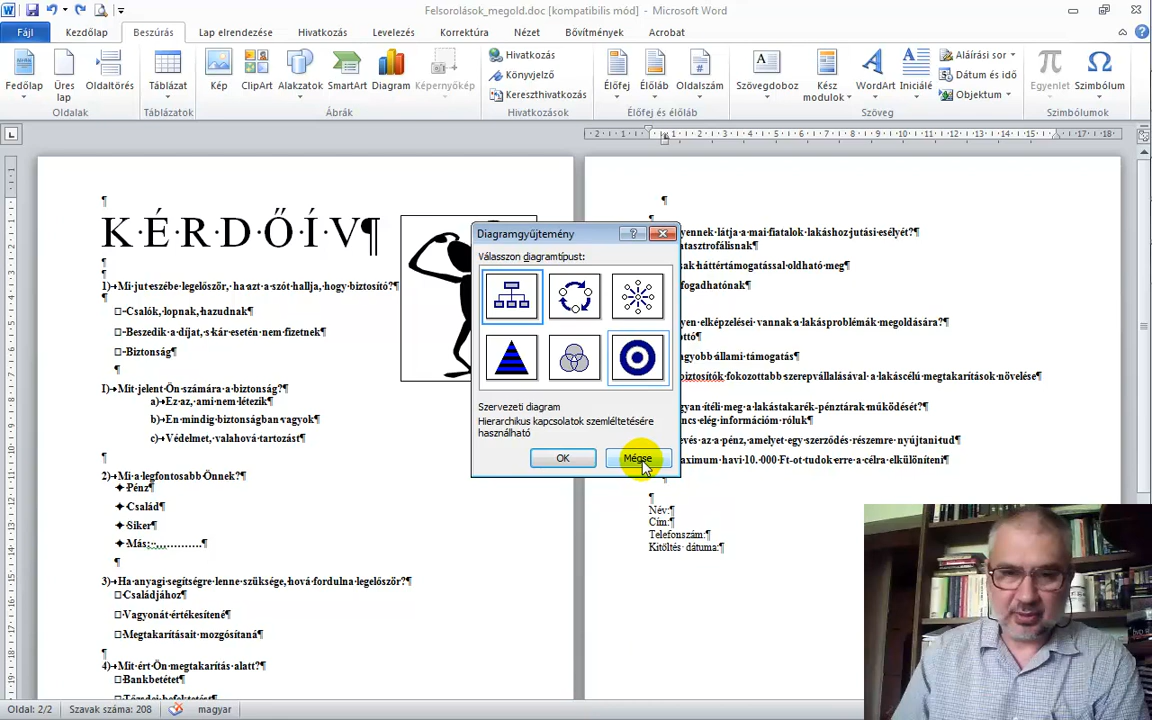 Felsorolások_megold.doc [kompatibilis mód] - Microsoft Word
Fájl Kezdőlap Beszúrás Lap elrendezése Hivatkozás Levelezés Korrektúra Nézet Bővítmények Acrobat
Fedőlap Üres lap Oldaltörés
Táblázat
Kép ClipArt Alakzatok SmartArt Diagram Képernyőkép
Hivatkozás
Könyvjelző
Kereszthivatkozás
Élőfej Élőláb Oldalszám
Szövegdoboz Kész modulok WordArt Iniciálé
Aláírási sor
Dátum és idő
Objektum
Egyenlet Szimbólum
Oldalak Táblázatok Ábrák Hivatkozások Élőfej és élőláb Szöveg Szimbólumok
K·É·R·D·Ő·Í·V¶
1)→Mi·jut·eszébe·legelőször,·ha·azt·a·szót·hallja,·hogy·biztosító?¶
□→Csalók,·lopnak,·hazudnak¶
□→Beszedik·a·díjat,·s·kár·esetén·nem·fizetnek¶
□→Biztonság¶
1)→Mit·jelent·Ön·számára·a·biztonság?¶
a)→Ez·az,·ami·nem·létezik¶
b)→En·mindig·biztonságban·vagyok¶
c)→Védelmet,·valahová·tartozást¶
2)→Mi·a·legfontosabb·Önnek?¶
✦→Pénz¶
✦→Család¶
✦→Siker¶
3)→Ha·anyagi·segítségre·lenne·szüksége,·hová·fordulna·legelőször?¶
□→Családjához¶
□→Vagyonát·értékesítené¶
□→Megtakarításait·mozgósítaná¶
4)→Mit·ért·Ön·megtakarítás·alatt?¶
□→Bankbetétet¶
□→Tőzsdei·befektetést¶
yennek·látja·a·mai·fiatalok·lakáshoz·jutási·esélyét?¶
atasztrofálisnak
ak·háttértámogatással·oldható·meg¶
fogadhatónak¶
yen·elképzelései·vannak·a·lakásproblémák·megoldására?¶
ottó¶
agyobb·állami·támogatás¶
biztosítók·fokozottabb·szerepvállalásával·a·lakáscélú·megtakarítások·növelése¶
gyan·ítéli·meg·a·lakástakarék-pénztárak·működését?¶
ncs·elég·információm·róluk¶
evés·az·a·pénz,·amelyet·egy·szerződés·részemre·nyújtani·tud¶
aximum·havi·10.·000·Ft-ot·tudok·erre·a·célra·elkülöníteni¶
Név:¶
Cím:¶
Telefonszám:¶
Kitöltés·dátuma:¶
Diagramgyűjtemény
Válasszon diagramtípust:
Szervezeti diagram
Hierarchikus kapcsolatok szemléltetésére
használható
OK Mégse
Oldal: 2/2 Szavak száma: 208 magyar